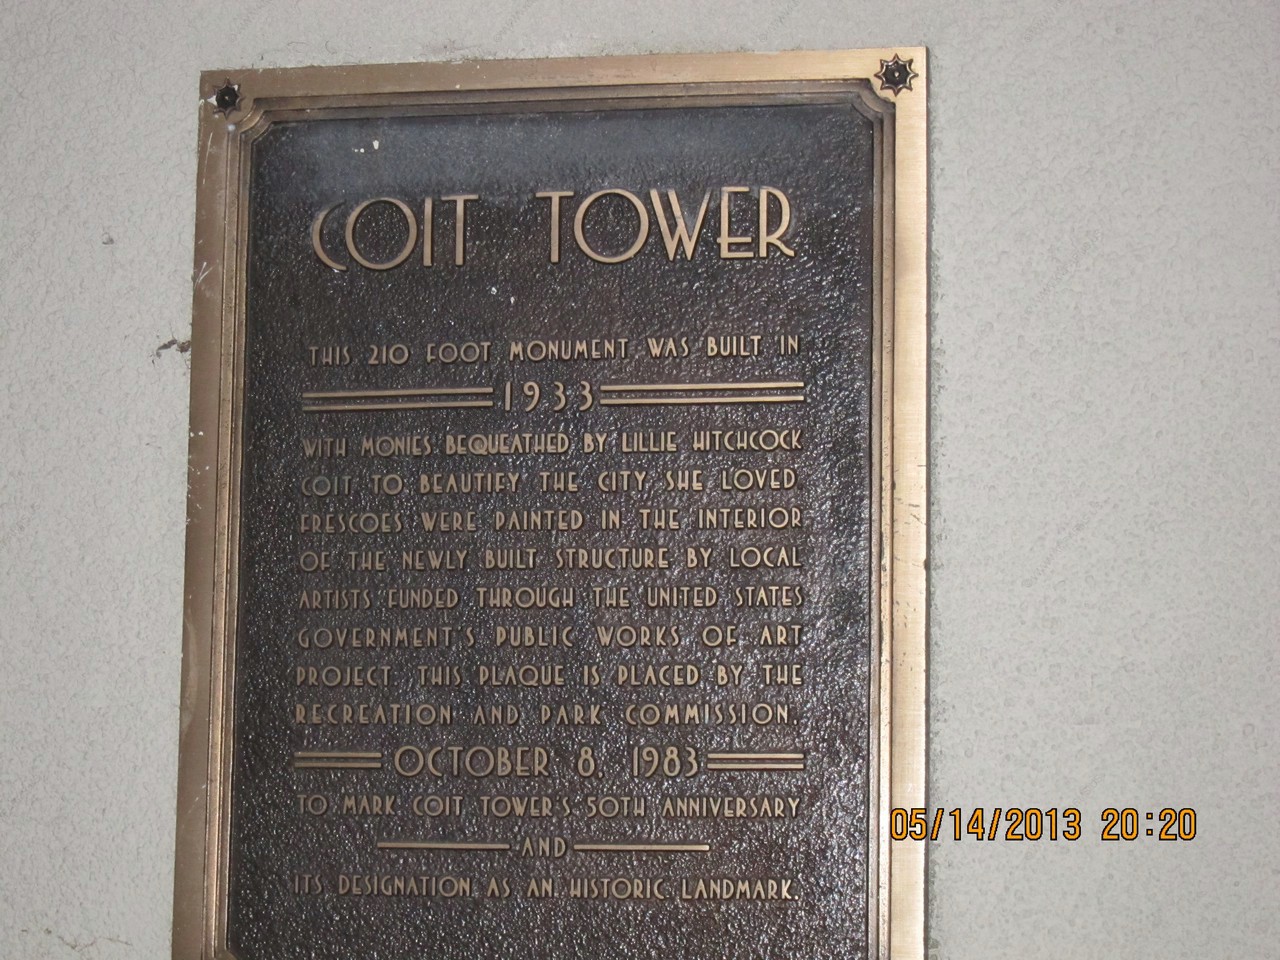 COIT TOWER
THIS 210 FOOT MONUMENT WAS BUILT IN
1933
WITH MONIES BEQUEATHED BY LILLIE HITCHCOCK
COIT TO BEAUTIFY THE CITY SHE LOVED
FRESCOES WERE PAINTED IN THE INTERIOR
OF THE NEWLY BUILT STRUCTURE BY LOCAL
ARTISTS FUNDED THROUGH THE UNITED STATES
GOVERNMENT'S PUBLIC WORKS OF ART
PROJECT. THIS PLAQUE IS PLACED BY THE
RECREATION AND PARK COMMISSION.
OCTOBER 8, 1983
TO MARK COIT TOWER'S 50TH ANNIVERSARY
AND
ITS DESIGNATION AS AN HISTORIC LANDMARK.
05/14/2013 20:20